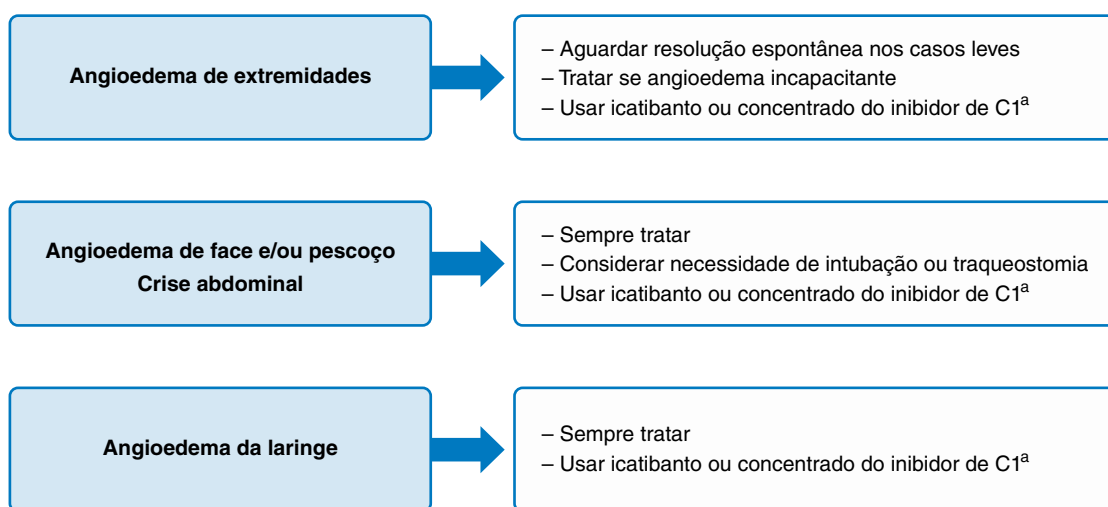 Angioedema de extremidades
– Aguardar resolução espontânea nos casos leves
– Tratar se angioedema incapacitante
– Usar icatibanto ou concentrado do inibidor de C1ᵃ
Angioedema de face e/ou pescoço
Crise abdominal
– Sempre tratar
– Considerar necessidade de intubação ou traqueostomia
– Usar icatibanto ou concentrado do inibidor de C1ᵃ
Angioedema da laringe
– Sempre tratar
– Usar icatibanto ou concentrado do inibidor de C1ᵃ